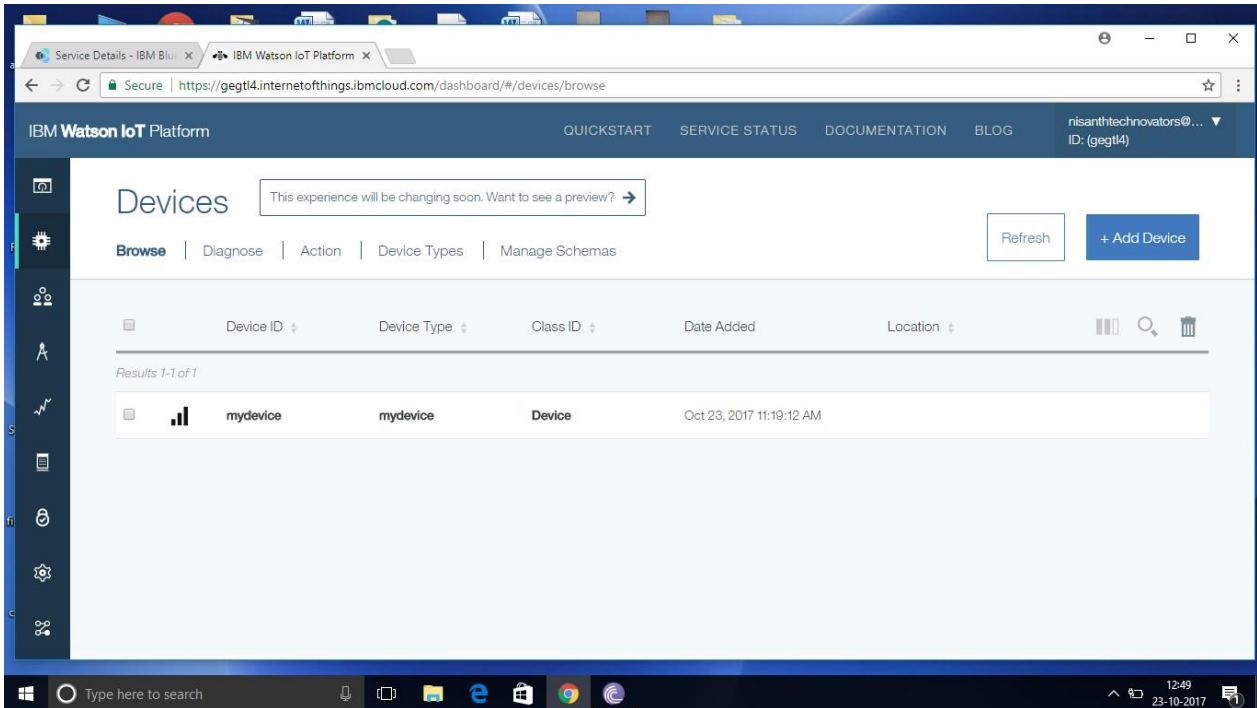 Service Details - IBM Blu
IBM Watson IoT Platform
Secure | https://gegtl4.internetofthings.ibmcloud.com/dashboard/#/devices/browse
IBM Watson IoT Platform
QUICKSTART SERVICE STATUS DOCUMENTATION BLOG
nisanthtechnovators@... ▼
ID: (gegtl4)
Devices
This experience will be changing soon. Want to see a preview? →
Browse | Diagnose | Action | Device Types | Manage Schemas
Refresh
+ Add Device
Device ID Device Type Class ID Date Added Location
Results 1-1 of 1
mydevice mydevice Device Oct 23, 2017 11:19:12 AM
Type here to search
12:49
23-10-2017